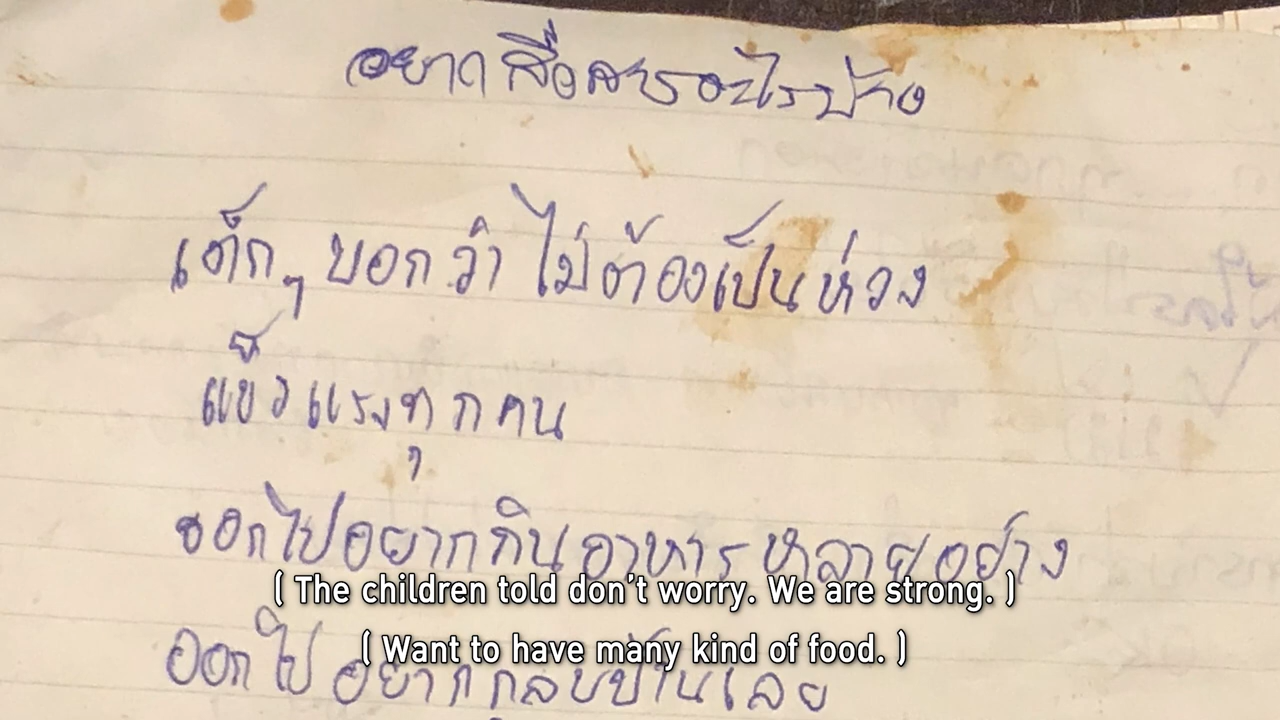 อยากสื่อสารอะไรบ้าง
เด็กๆ บอกว่า ไม่ต้องเป็นห่วง
แข็งแรงทุกคน
ออกไปอยากกินอาหารหลายอย่าง
( The children told don't worry. We are strong. )
ออกไปอยากกลับบ้านเลย
( Want to have many kind of food. )